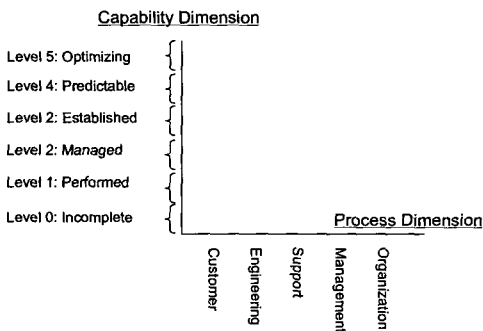 Capability Dimension
Level 5: Optimizing
Level 4: Predictable
Level 2: Established
Level 2: Managed
Level 1: Performed
Level 0: Incomplete
Process Dimension
Customer
Engineering
Support
Management
Organization